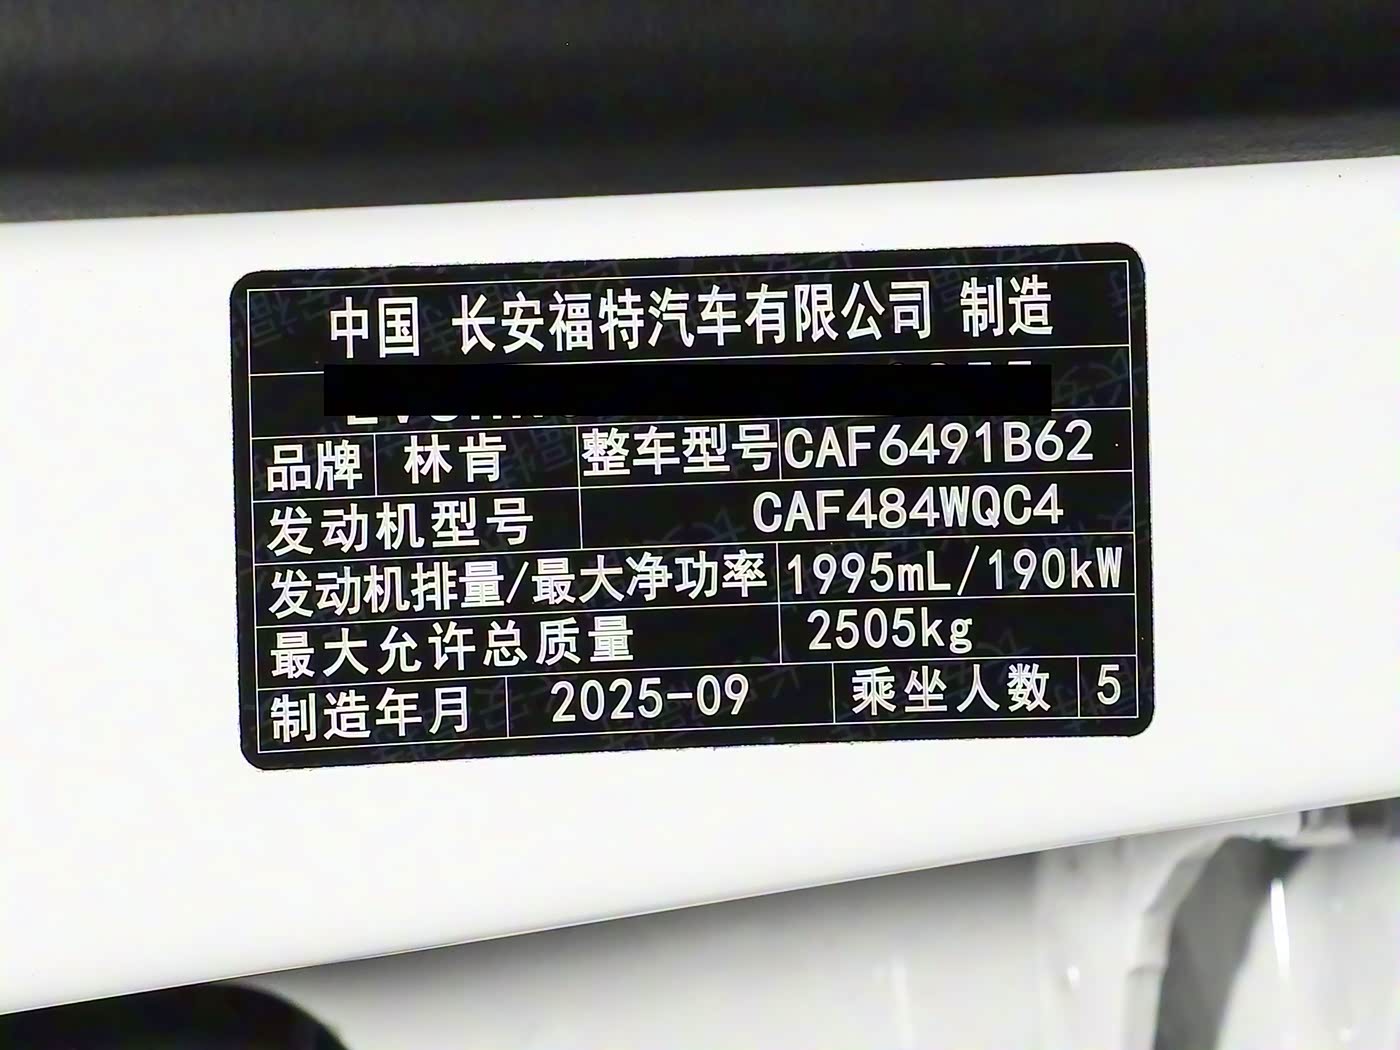 中国 长安福特汽车有限公司 制造
品牌 林肯 整车型号 CAF6491B62
发动机型号 CAF484WQC4
发动机排量/最大净功率 1995mL/190kW
最大允许总质量 2505kg
制造年月 2025-09 乘坐人数 5